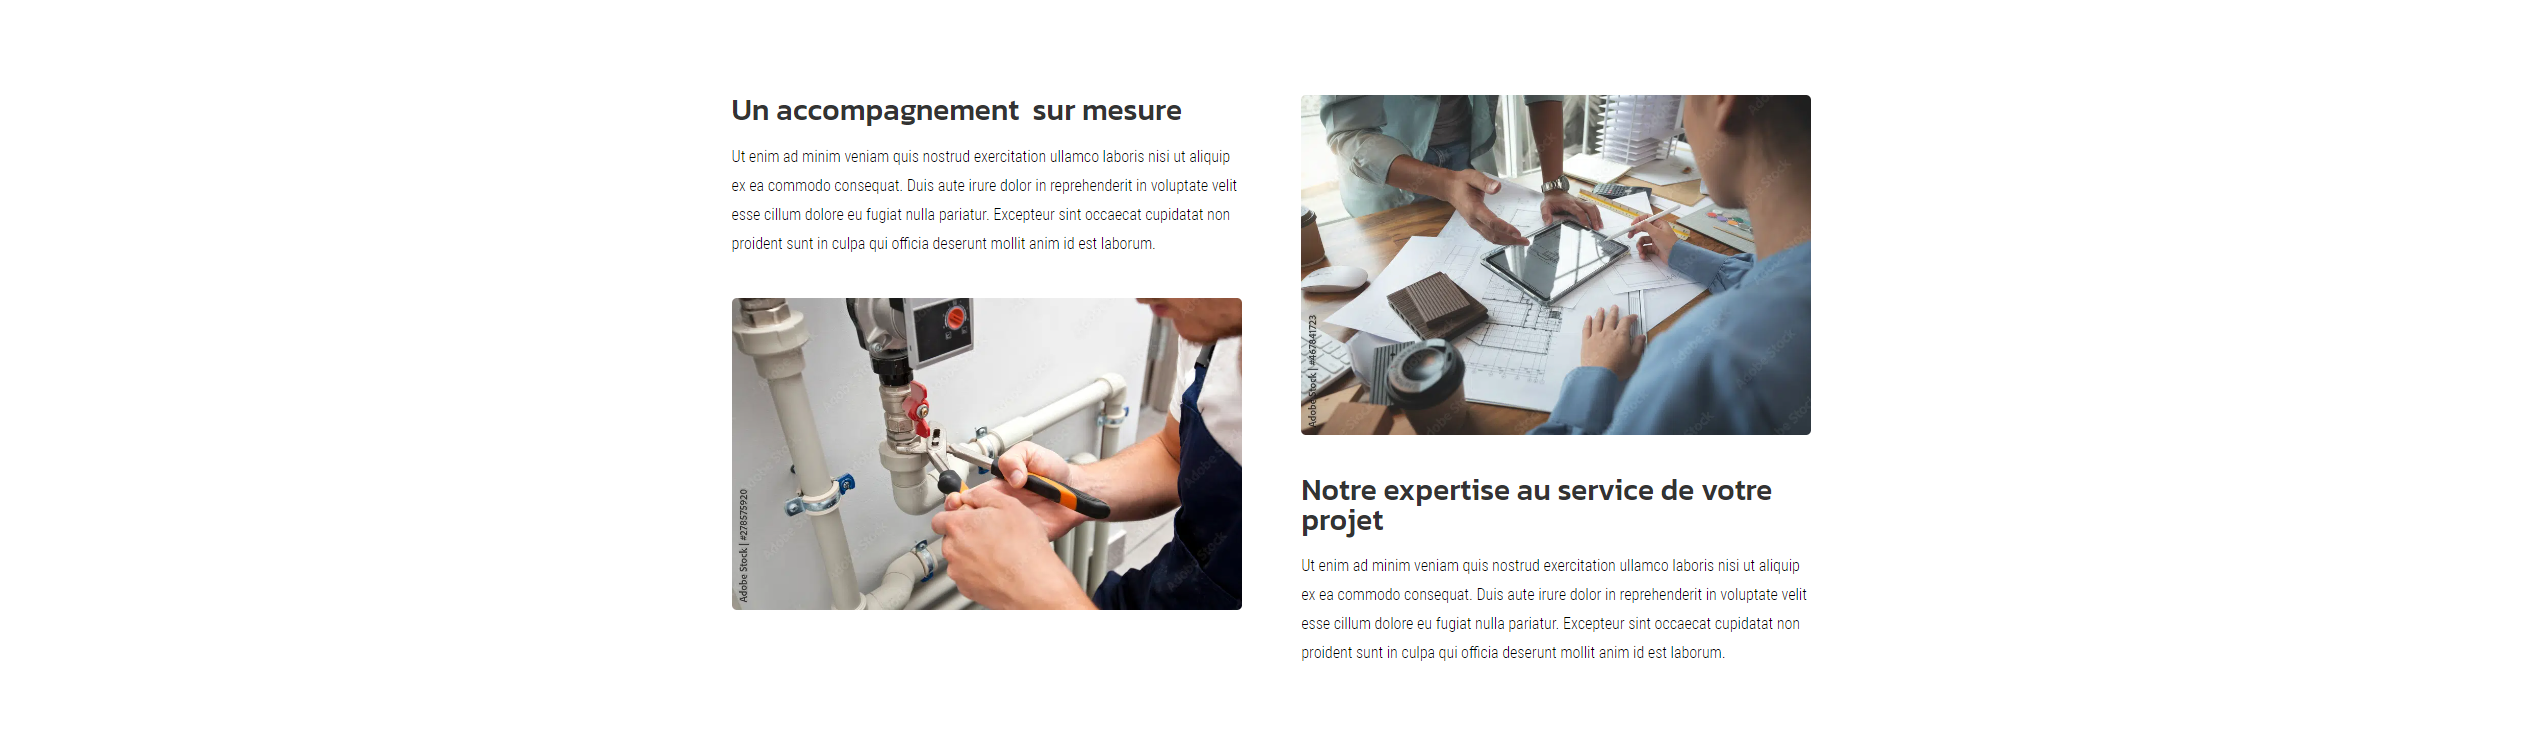 Un accompagnement  sur mesure
Ut enim ad minim veniam quis nostrud exercitation ullamco laboris nisi ut aliquip
ex ea commodo consequat. Duis aute irure dolor in reprehenderit in voluptate velit
esse cillum dolore eu fugiat nulla pariatur. Excepteur sint occaecat cupidatat non
proident sunt in culpa qui officia deserunt mollit anim id est laborum.
Adobe Stock | #278575920
Adobe Stock | #467841723
Notre expertise au service de votre
projet
Ut enim ad minim veniam quis nostrud exercitation ullamco laboris nisi ut aliquip
ex ea commodo consequat. Duis aute irure dolor in reprehenderit in voluptate velit
esse cillum dolore eu fugiat nulla pariatur. Excepteur sint occaecat cupidatat non
proident sunt in culpa qui officia deserunt mollit anim id est laborum.